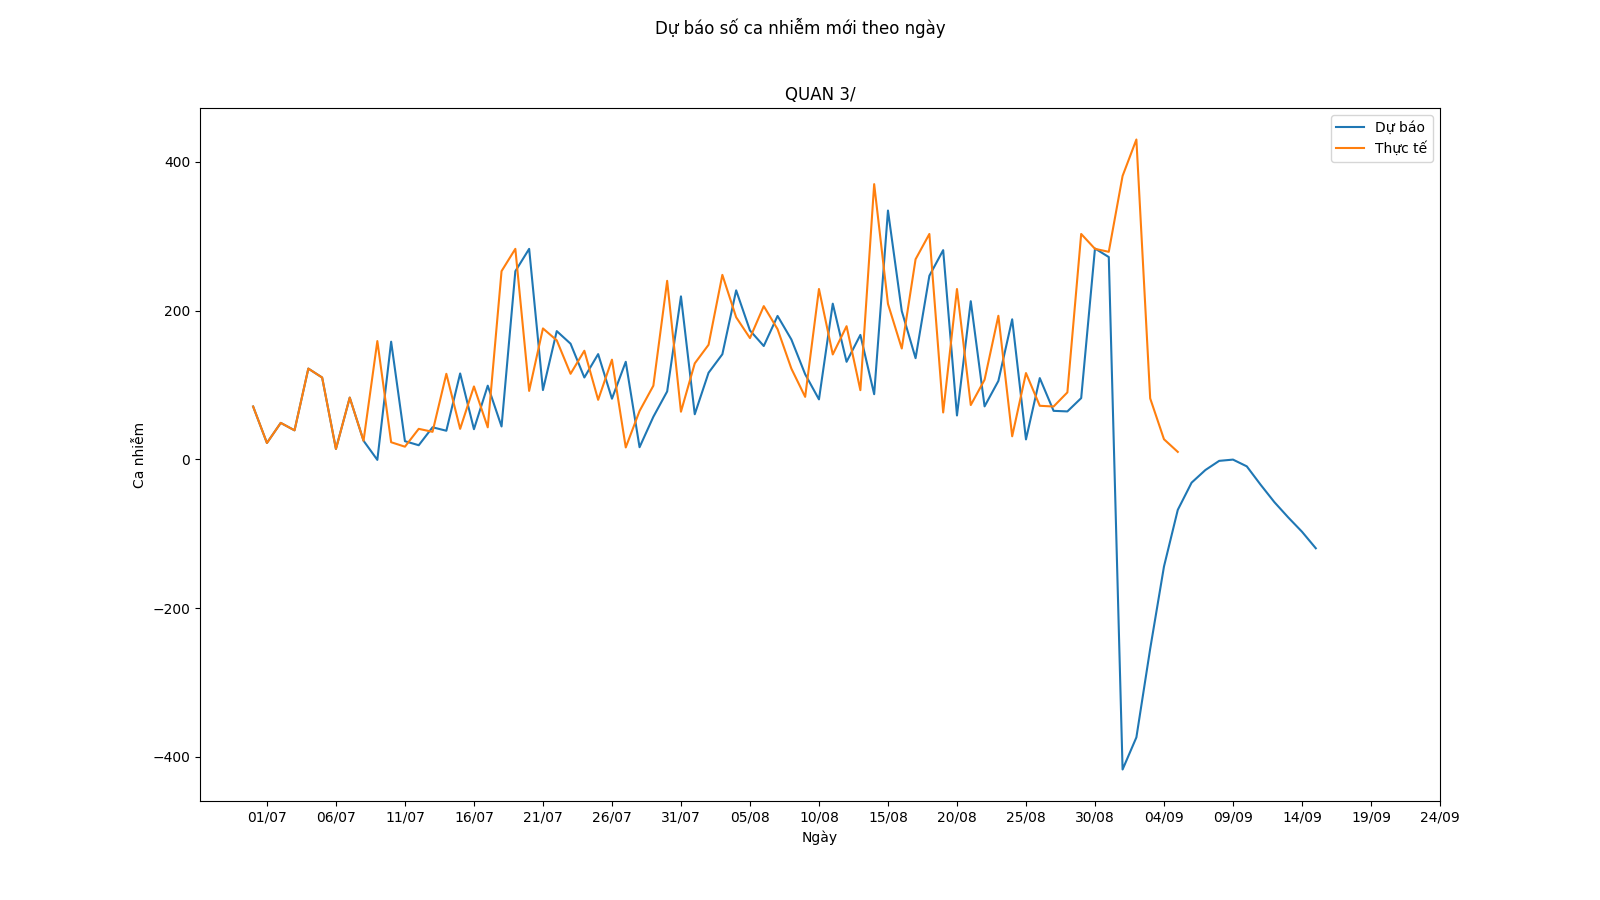 Dự báo số ca nhiễm mới theo ngày
QUAN 3/
Dự báo
Thực tế
400
200
0
−200
−400
Ca nhiễm
01/07 06/07 11/07 16/07 21/07 26/07 31/07 05/08 10/08 15/08 20/08 25/08 30/08 04/09 09/09 14/09 19/09 24/09
Ngày